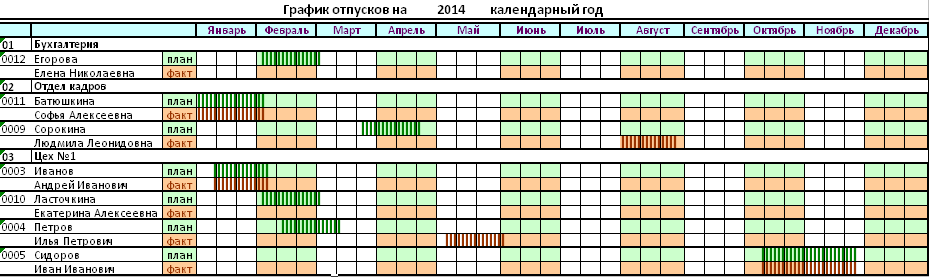 График отпусков на 2014 календарный год
Январь Февраль Март Апрель Май Июнь Июль Август Сентябрь Октябрь Ноябрь Декабрь
01 Бухгалтерия
0012 Егорова план
Елена Николаевна факт
02 Отдел кадров
0011 Батюшкина план
Софья Алексеевна факт
0009 Сорокина план
Людмила Леонидовна факт
03 Цех №1
0003 Иванов план
Андрей Иванович факт
0010 Ласточкина план
Екатерина Алексеевна факт
0004 Петров план
Илья Петрович факт
0005 Сидоров план
Иван Иванович факт